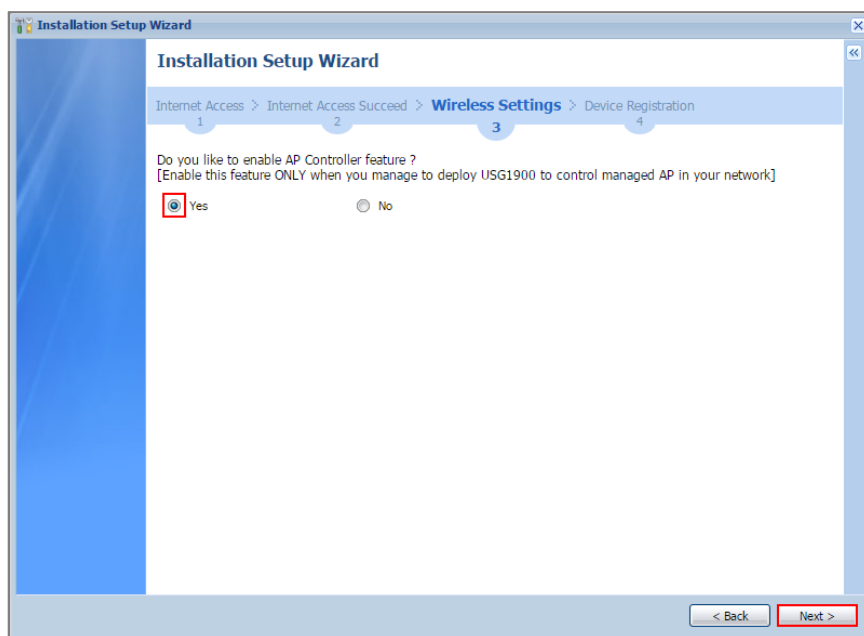 Installation Setup Wizard
Installation Setup Wizard
Internet Access > Internet Access Succeed > Wireless Settings > Device Registration
1 2 3 4
Do you like to enable AP Controller feature ?
[Enable this feature ONLY when you manage to deploy USG1900 to control managed AP in your network]
Yes No
< Back Next >